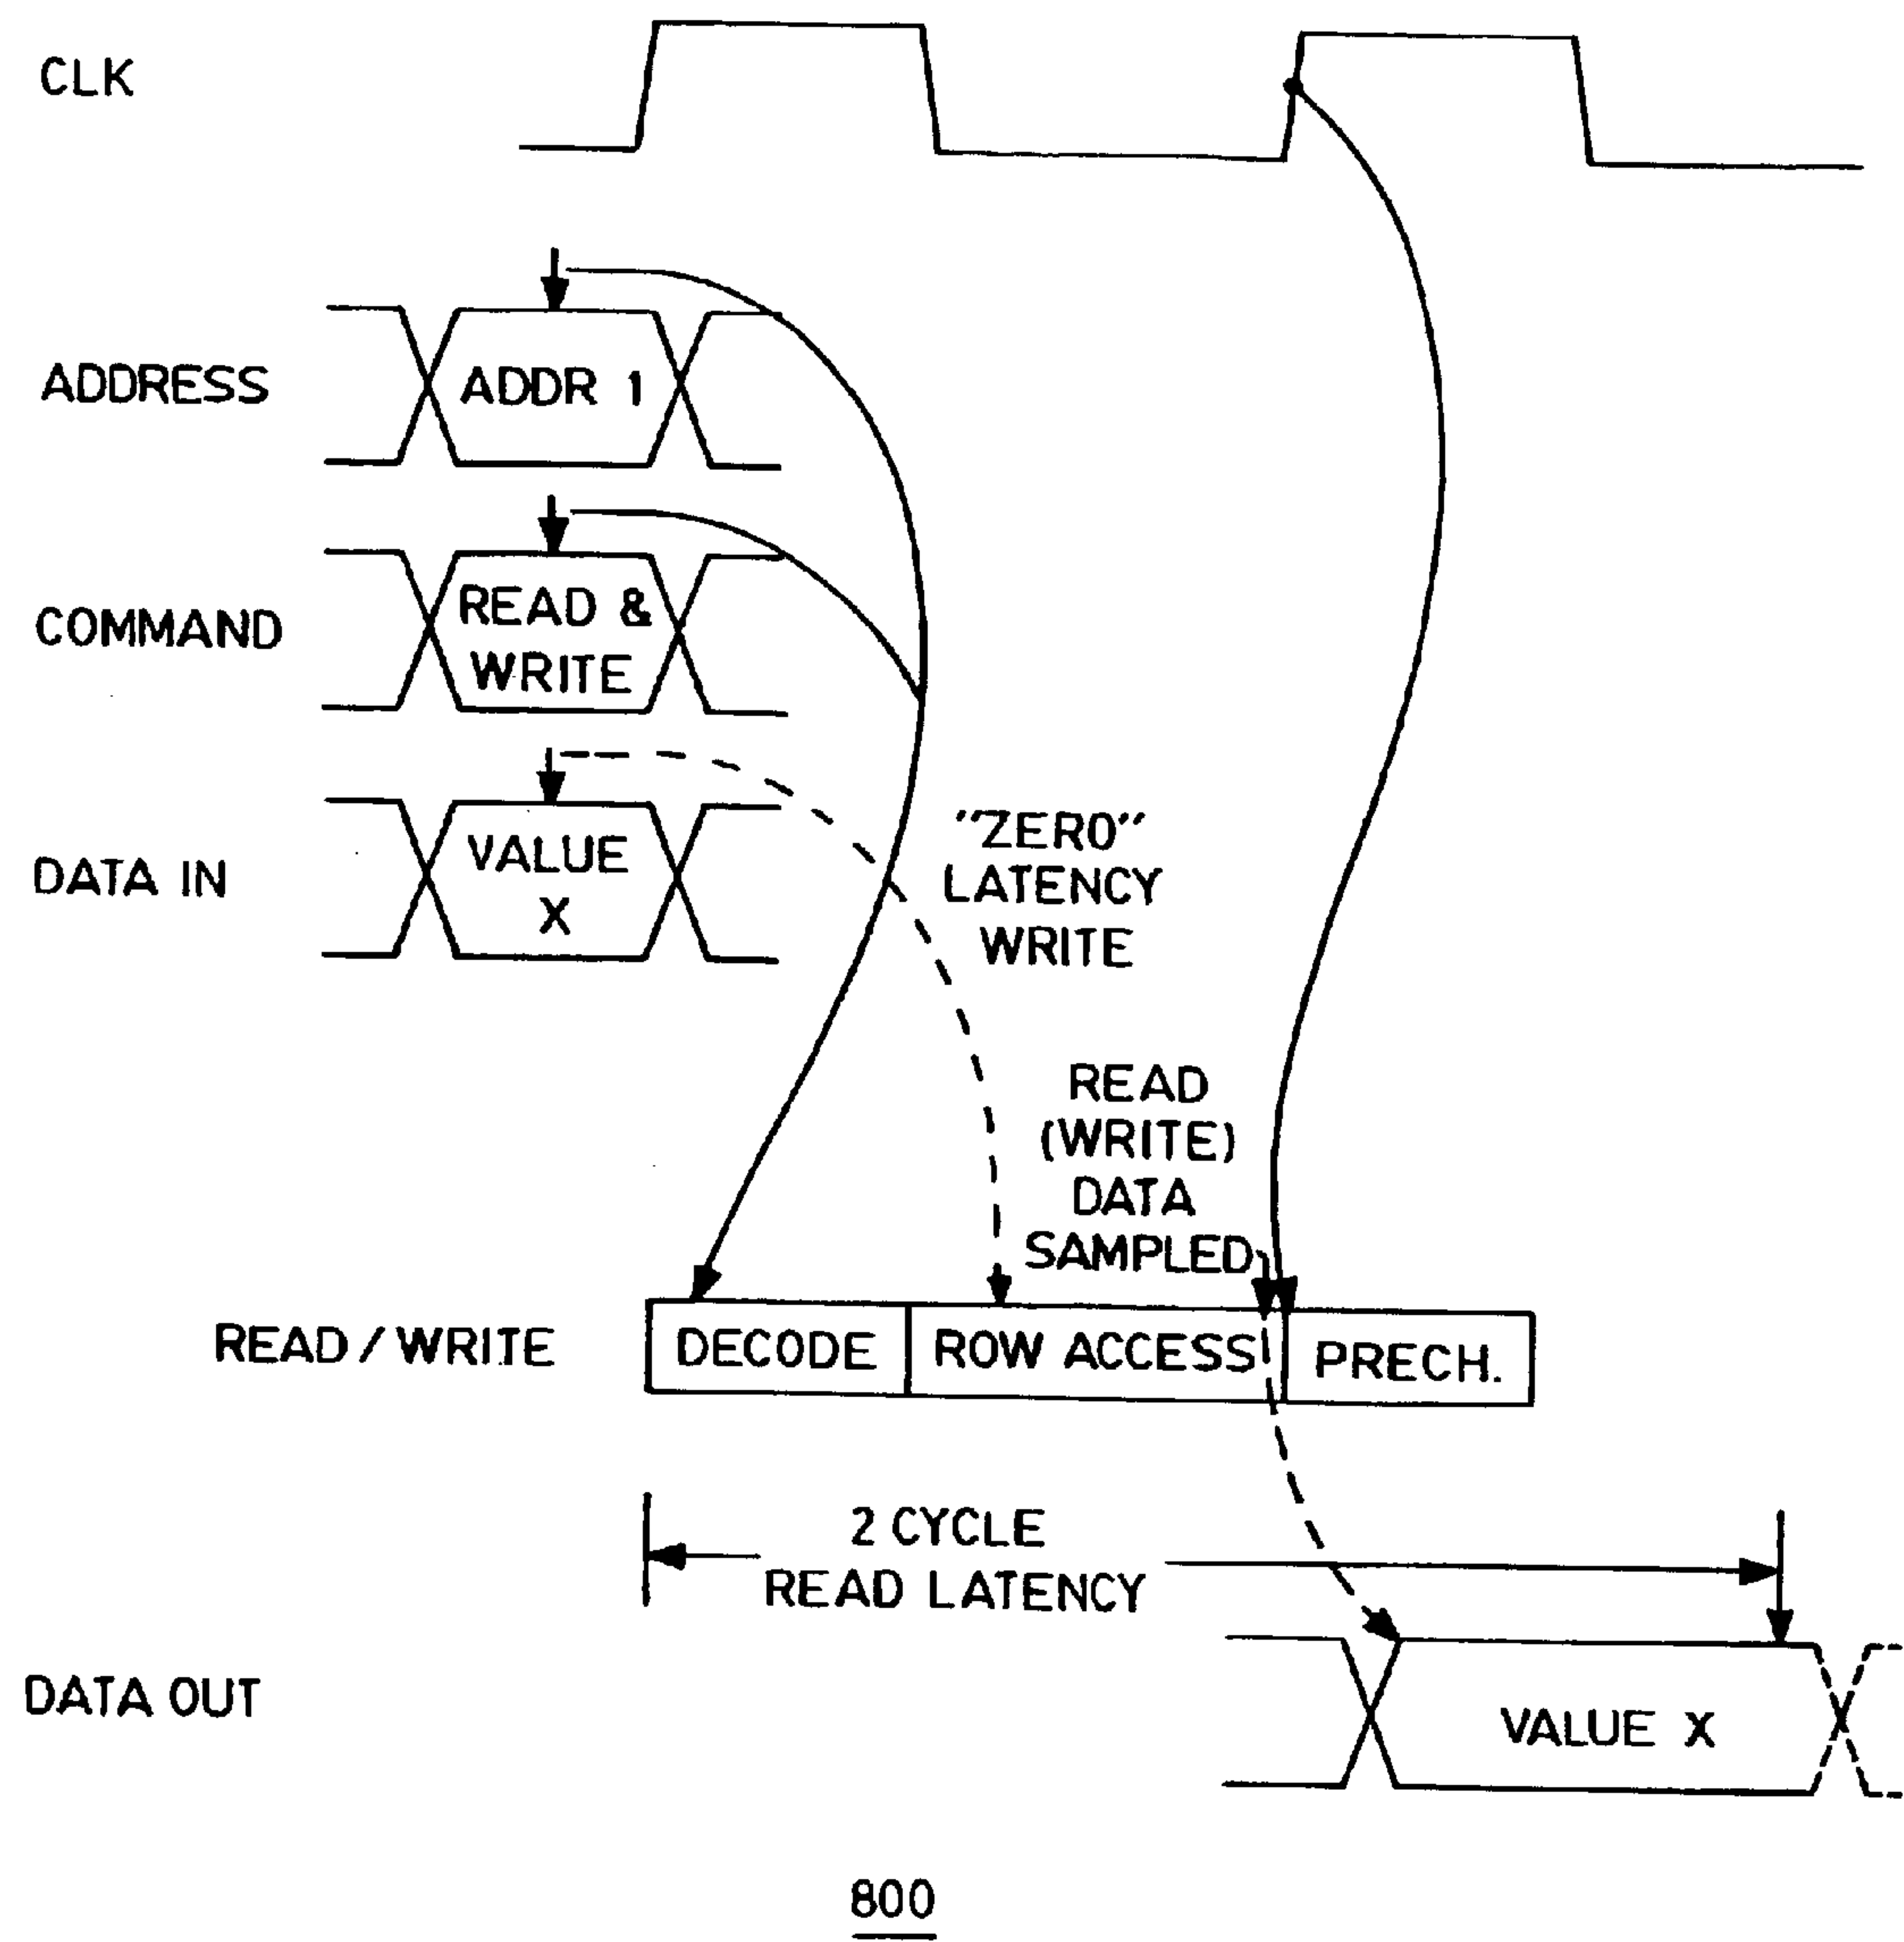 CLK
ADDRESS
ADDR 1
COMMAND
READ &
WRITE
DATA IN
VALUE
X
"ZERO"
LATENCY
WRITE
READ
(WRITE)
DATA
SAMPLED
READ/WRITE
DECODE
ROW ACCESS
PRECH.
2 CYCLE
READ LATENCY
DATA OUT
VALUE X
800